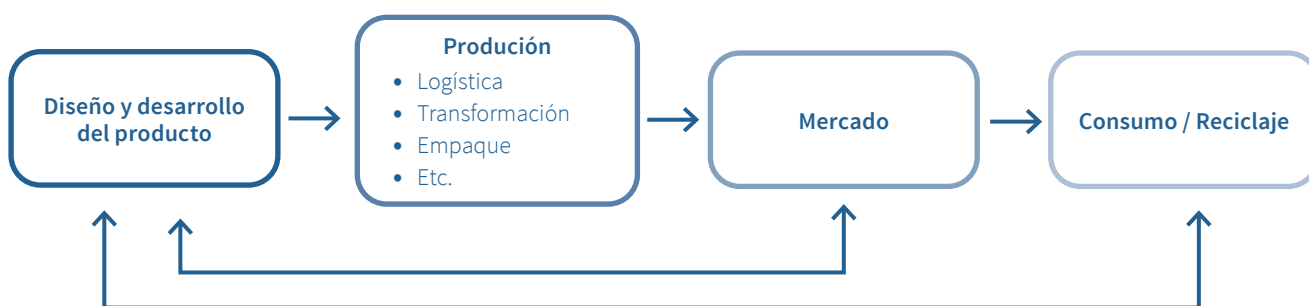 Diseño y desarrollo
del producto
Produción
• Logística
• Transformación
• Empaque
• Etc.
Mercado
Consumo / Reciclaje